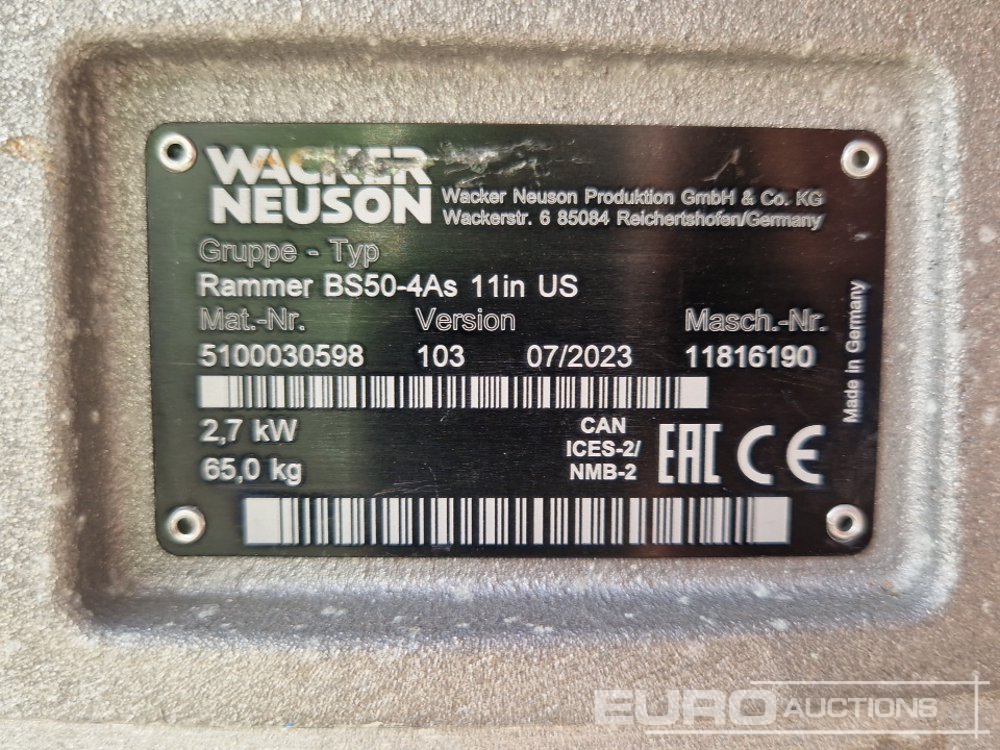 WACKER
NEUSON
Wacker Neuson Produktion GmbH & Co. KG
Wackerstr. 6 85084 Reichertshofen/Germany
Gruppe - Typ
Rammer BS50-4As 11in US
Mat.-Nr. Version Masch.-Nr.
5100030598 103 07/2023 11816190
2,7 kW
65,0 kg
CAN
ICES-2/
NMB-2
EAC CE
Made in Germany
EURO AUCTIONS